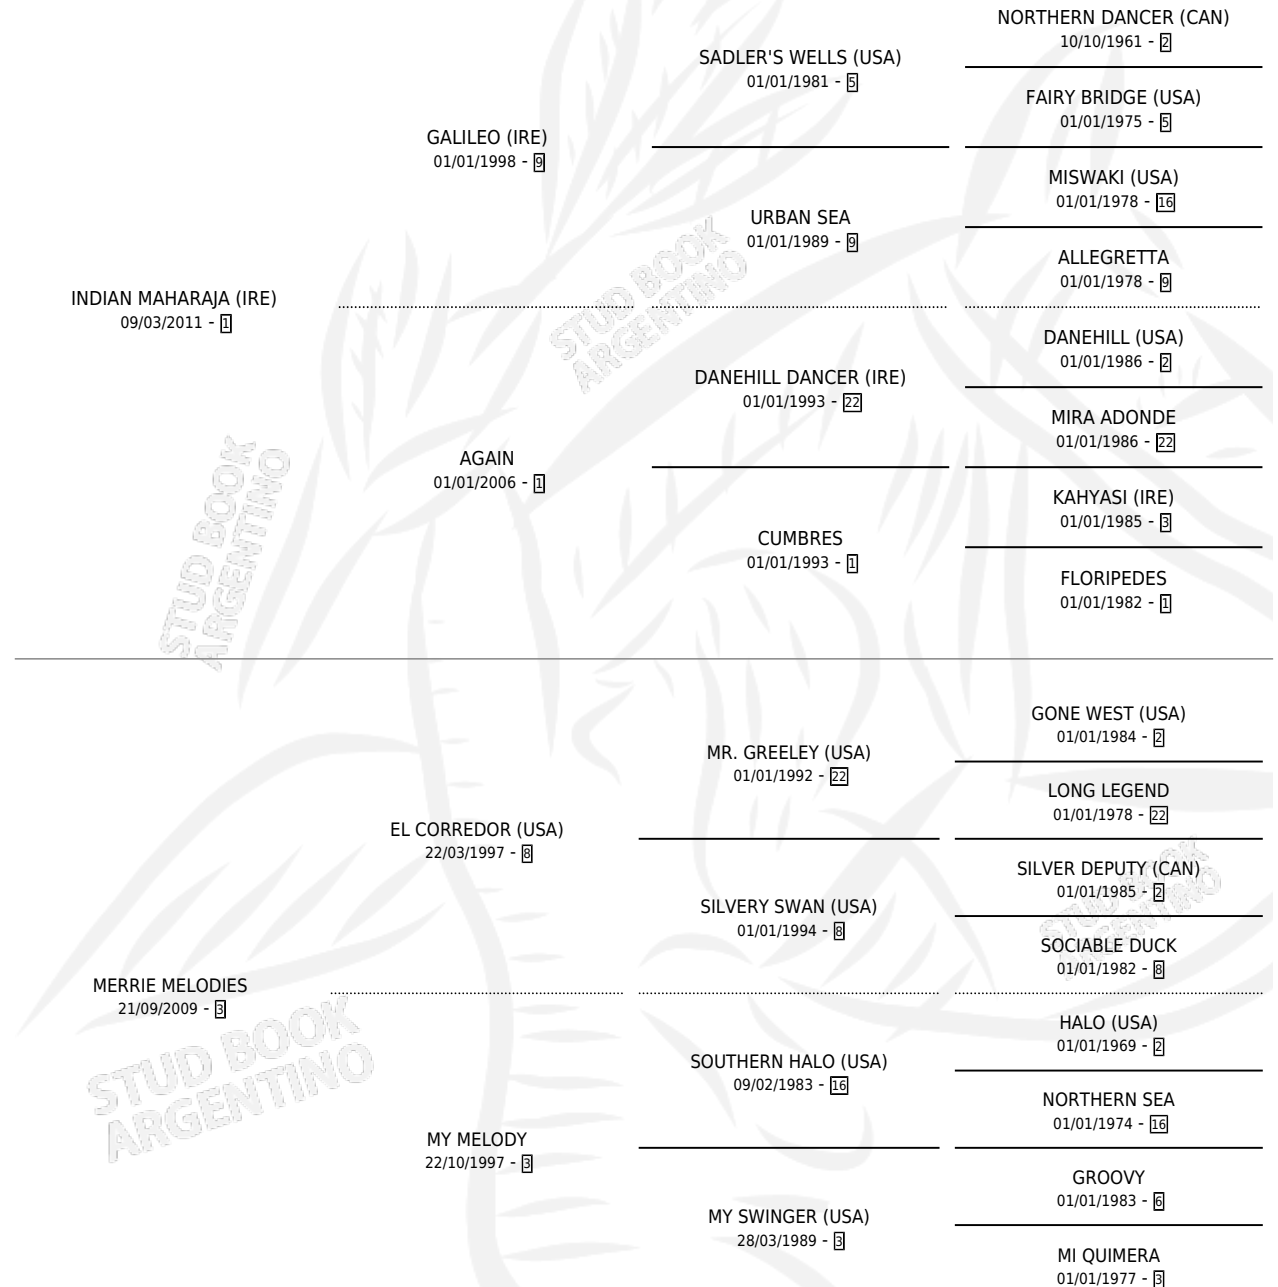 NORTHERN DANCER (CAN)
10/10/1961 - 2
SADLER'S WELLS (USA)
01/01/1981 - 5
FAIRY BRIDGE (USA)
01/01/1975 - 5
GALILEO (IRE)
01/01/1998 - 9
MISWAKI (USA)
01/01/1978 - 16
URBAN SEA
01/01/1989 - 9
ALLEGRETTA
01/01/1978 - 9
INDIAN MAHARAJA (IRE)
09/03/2011 - 1
STUD BOOK
ARGENTINO
DANEHILL (USA)
01/01/1986 - 2
DANEHILL DANCER (IRE)
01/01/1993 - 22
MIRA ADONDE
01/01/1986 - 22
AGAIN
01/01/2006 - 1
KAHYASI (IRE)
01/01/1985 - 3
CUMBRES
01/01/1993 - 1
FLORIPEDES
01/01/1982 - 1
STUD BOOK
ARGENTINO
GONE WEST (USA)
01/01/1984 - 2
MR. GREELEY (USA)
01/01/1992 - 22
LONG LEGEND
01/01/1978 - 22
EL CORREDOR (USA)
22/03/1997 - 8
SILVER DEPUTY (CAN)
01/01/1985 - 2
SILVERY SWAN (USA)
01/01/1994 - 8
STUD BOOK
ARGENTINO
SOCIABLE DUCK
01/01/1982 - 8
MERRIE MELODIES
21/09/2009 - 3
STUD BOOK
ARGENTINO
HALO (USA)
01/01/1969 - 2
SOUTHERN HALO (USA)
09/02/1983 - 16
NORTHERN SEA
01/01/1974 - 16
MY MELODY
22/10/1997 - 3
GROOVY
01/01/1983 - 6
MY SWINGER (USA)
28/03/1989 - 3
MI QUIMERA
01/01/1977 - 3